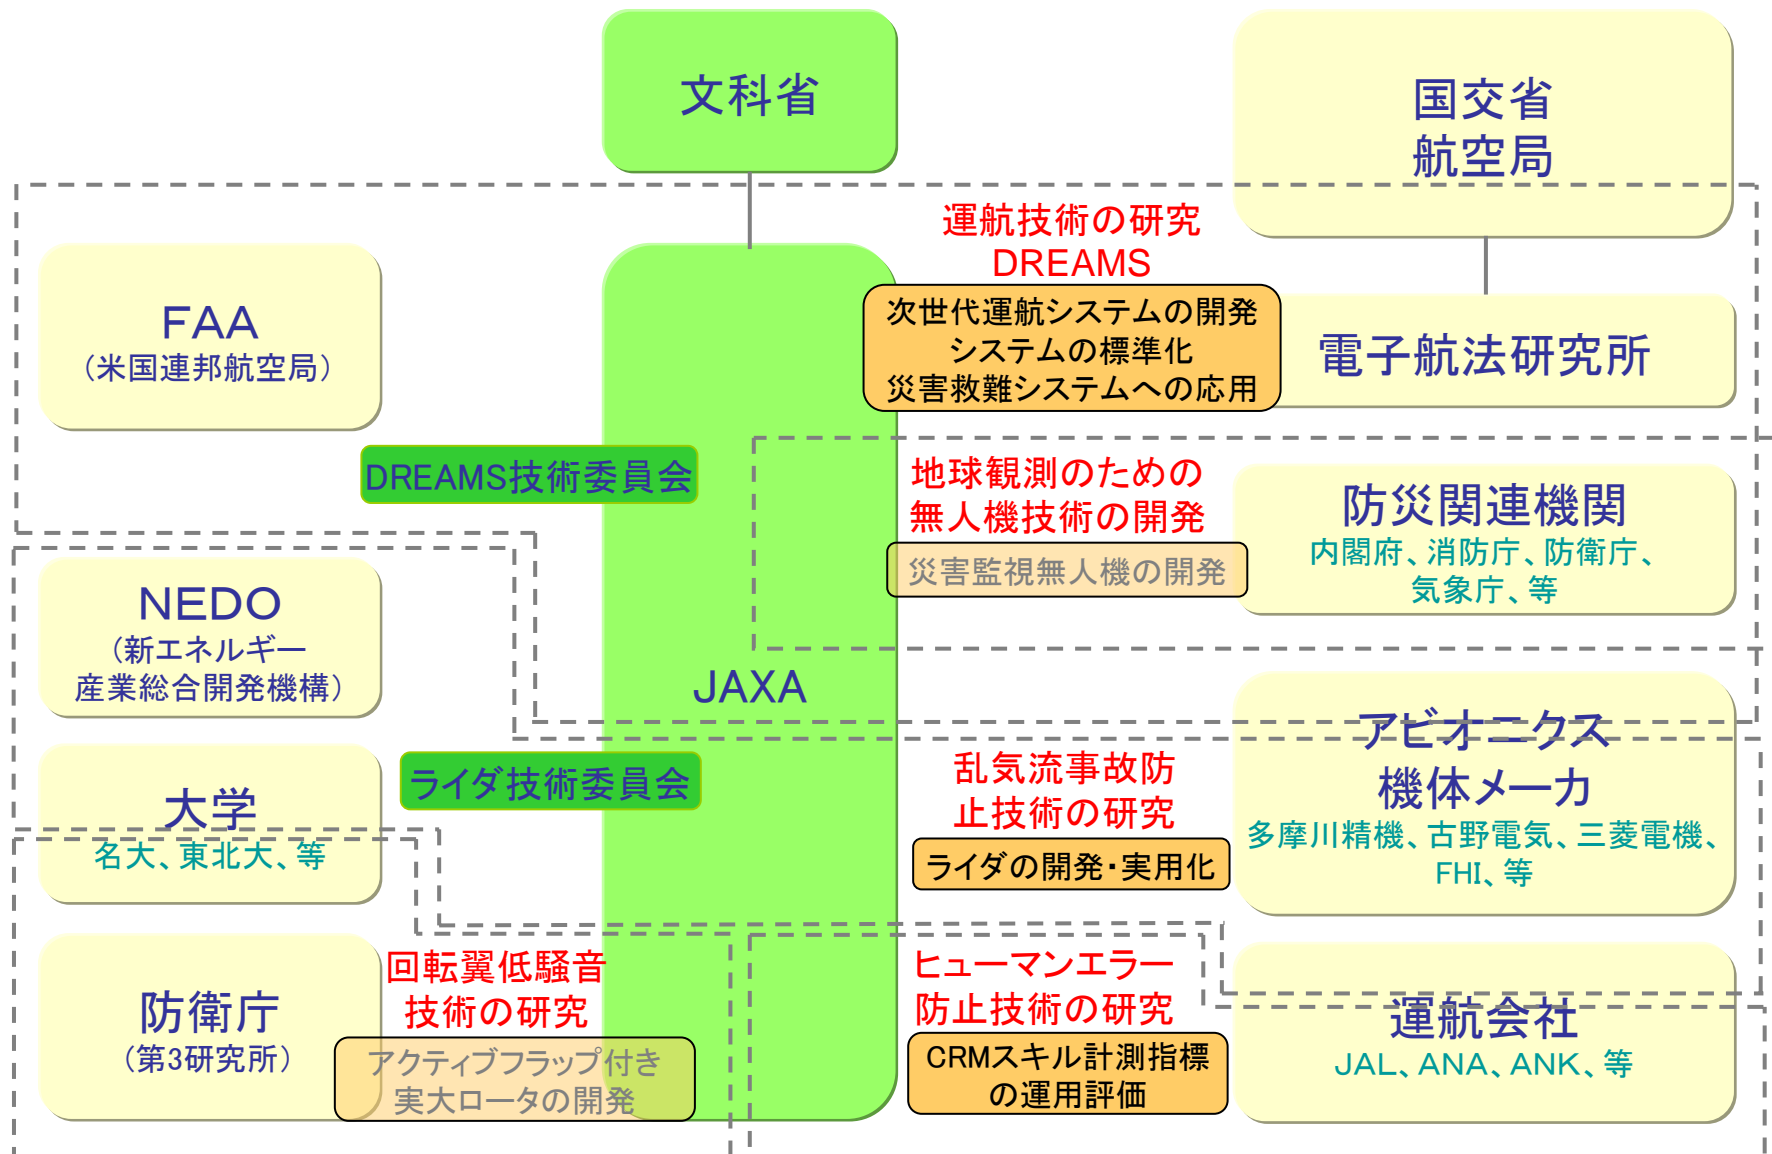 文科省
国交省
航空局
運航技術の研究
DREAMS
次世代運航システムの開発
システムの標準化
災害救難システムへの応用
FAA
（米国連邦航空局）
電子航法研究所
DREAMS技術委員会
地球観測のための
無人機技術の開発
災害監視無人機の開発
防災関連機関
内閣府、消防庁、防衛庁、
気象庁、等
NEDO
（新エネルギー
産業総合開発機構）
JAXA
アビオニクス
機体メーカ
多摩川精機、古野電気、三菱電機、
FHI、等
ライダ技術委員会
乱気流事故防
止技術の研究
ライダの開発・実用化
大学
名大、東北大、等
防衛庁
（第3研究所）
回転翼低騒音
技術の研究
アクティブフラップ付き
実大ロータの開発
ヒューマンエラー
防止技術の研究
CRMスキル計測指標
の運用評価
運航会社
JAL、ANA、ANK、等